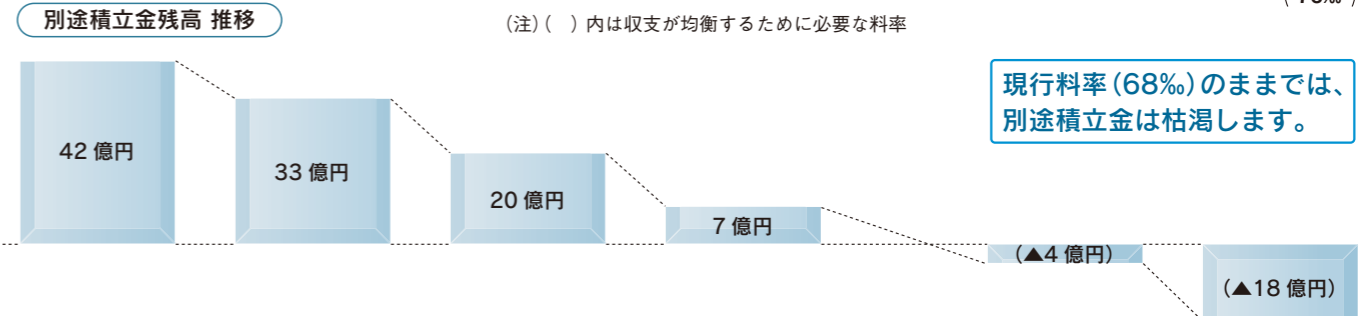 別途積立金残高 推移
(注)( )内は収支が均衡するために必要な料率
現行料率(68‰)のままでは、
別途積立金は枯渇します。
42 億円
33 億円
20 億円
7 億円
(▲4 億円)
(▲18 億円)